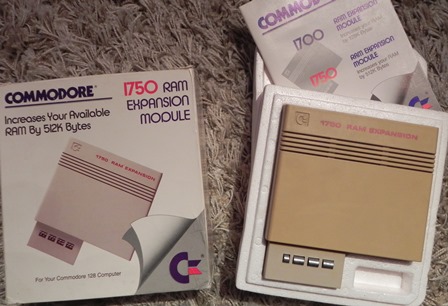 COMMODORE®
Increases Your Available
RAM By 512K Bytes
1750 RAM
EXPANSION
MODULE
1750 RAM EXPANSION
For Your Commodore 128 Computer
COMMODORE
RAM
EXPANSION
MODULE
1700
1750
RAM
EXPANSION
MODULE
1750 RAM EXPANSION